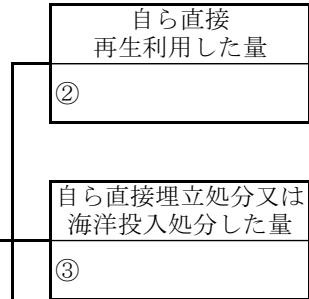 自ら直接
再生利用した量
②
自ら直接埋立処分又は
海洋投入処分した量
③